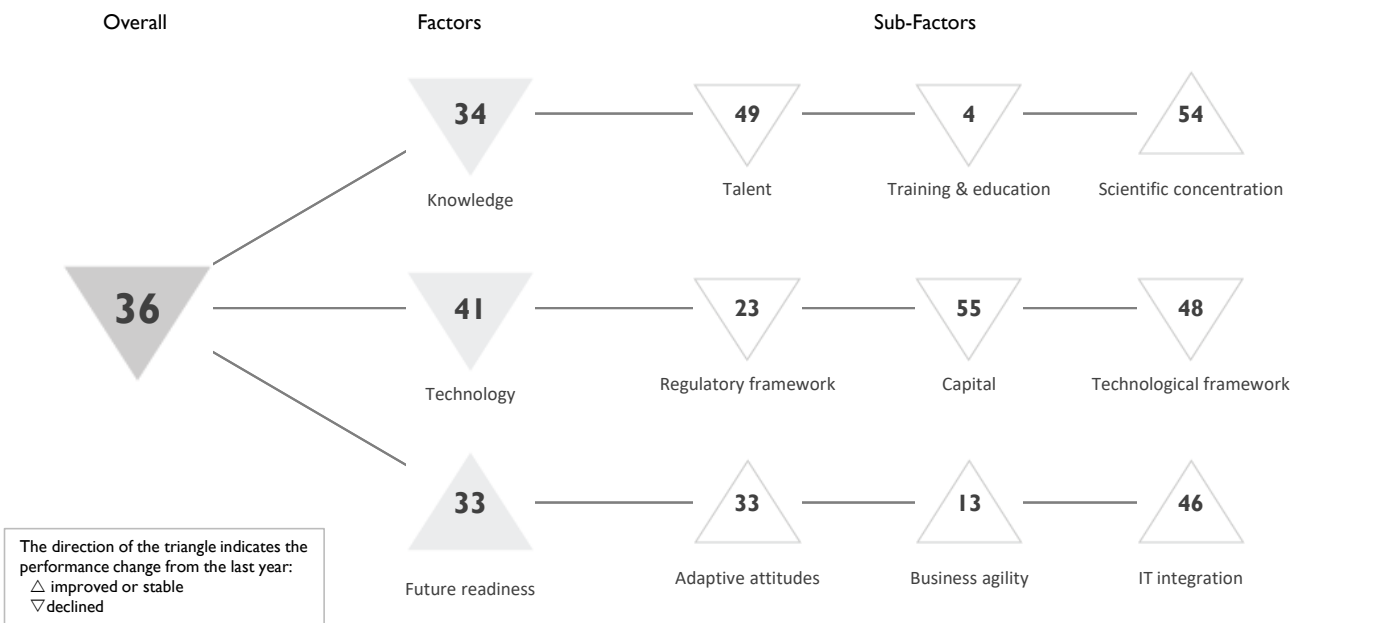 Overall
Factors
Sub-Factors
34
49
4
54
Knowledge
Talent
Training & education
Scientific concentration
36
41
23
55
48
Technology
Regulatory framework
Capital
Technological framework
33
33
13
46
Future readiness
Adaptive attitudes
Business agility
IT integration
The direction of the triangle indicates the
performance change from the last year:
△ improved or stable
▽ declined